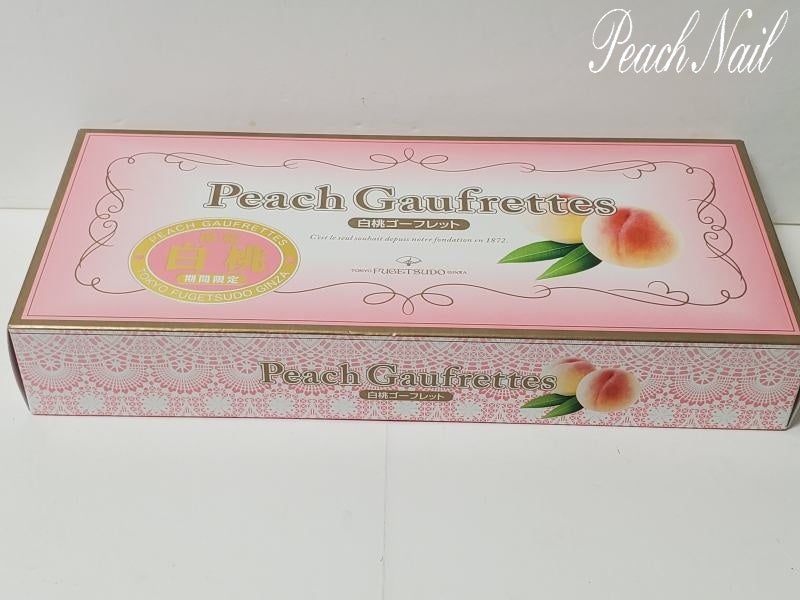 Peach Nail
Peach Gaufrettes
白桃ゴーフレット
C'est le seul souhait depuis notre fondation en 1872.
TOKYO FUGETSUDO GINZA
PEACH GAUFRETTES
白桃
期間限定
TOKYO FUGETSUDO GINZA
Peach Gaufrettes
白桃ゴーフレット